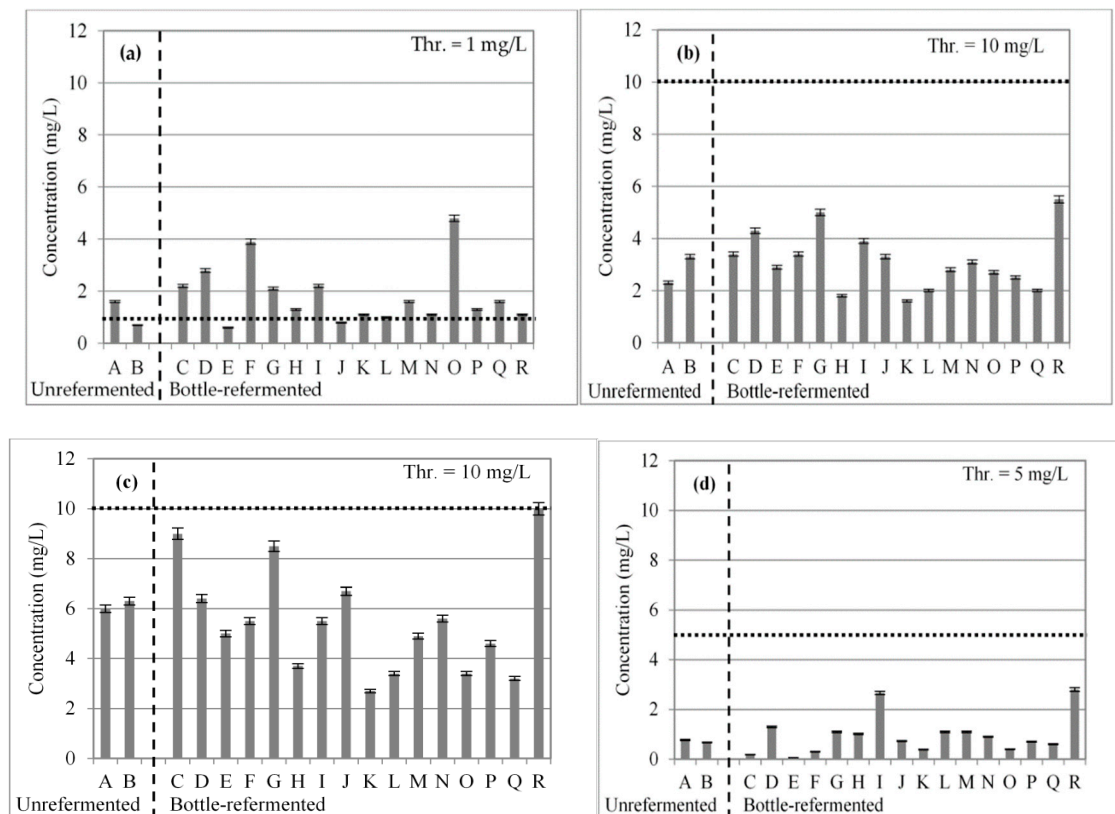 (a)
Thr. = 1 mg/L
Concentration (mg/L)
12
10
8
6
4
2
0
A B C D E F G H I J K L M N O P Q R
Unrefermented Bottle-refermented
(b)
Thr. = 10 mg/L
Concentration (mg/L)
12
10
8
6
4
2
0
A B C D E F G H I J K L M N O P Q R
Unrefermented Bottle-refermented
(c)
Thr. = 10 mg/L
Concentration (mg/L)
12
10
8
6
4
2
0
A B C D E F G H I J K L M N O P Q R
Unrefermented Bottle-refermented
(d)
Thr. = 5 mg/L
Concentration (mg/L)
12
10
8
6
4
2
0
A B C D E F G H I J K L M N O P Q R
Unrefermented Bottle-refermented